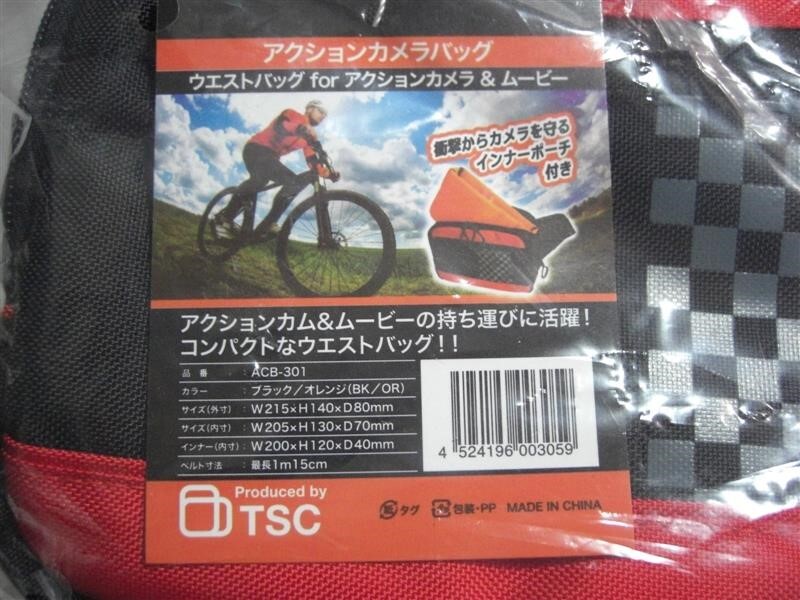 アクションカメラバッグ
ウエストバッグ for アクションカメラ & ムービー
衝撃からカメラを守る
インナーポーチ
付き
アクションカム&ムービーの持ち運びに活躍!
コンパクトなウエストバッグ!!
品番 : ACB-301
カラー : ブラック/オレンジ(BK/OR)
サイズ(外寸) : W215×H140×D80mm
サイズ(内寸) : W205×H130×D70mm
インナー(内寸) : W200×H120×D40mm
ベルト寸法 : 最長1m15cm
4 524196 003059
Produced by
TSC
紙 タグ プラ 包装・PP MADE IN CHINA